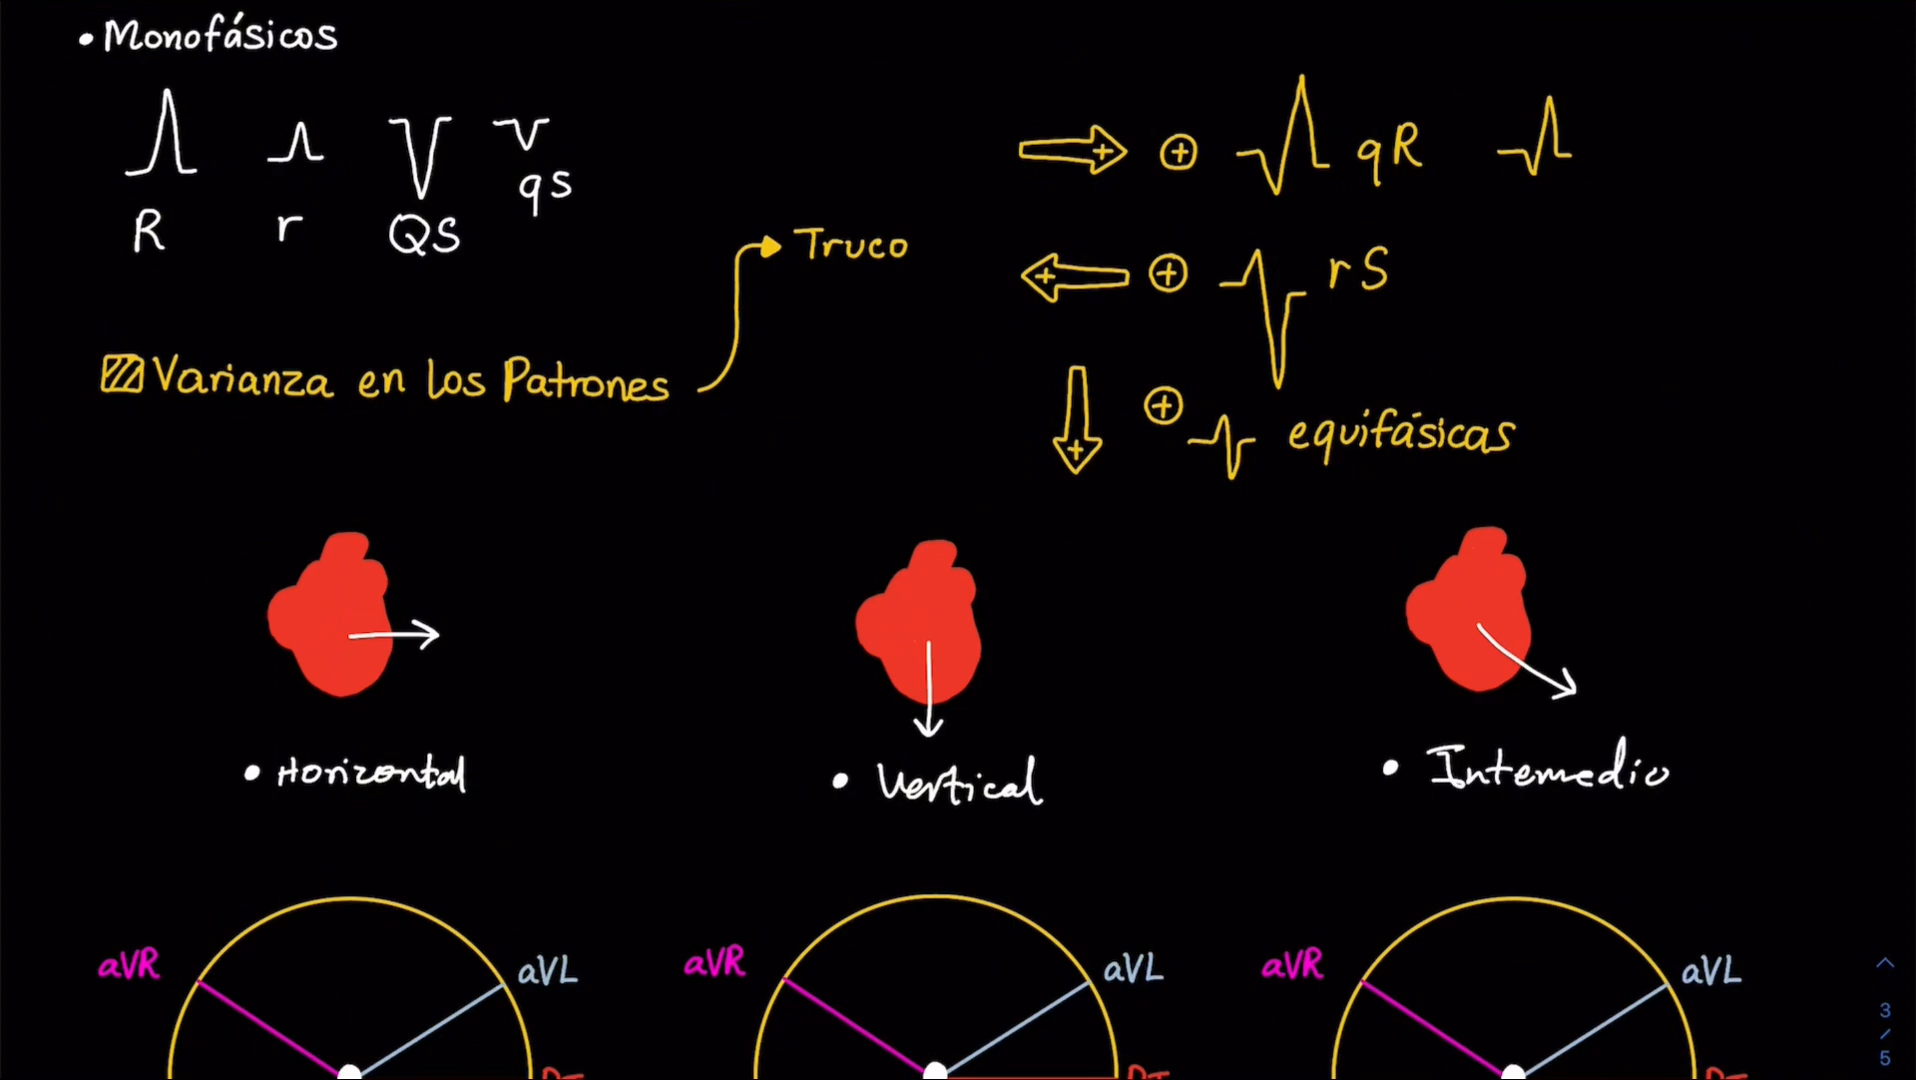 • Monofásicos
R r QS qs
+ + qR
Truco
+ + rS
Varianza en los Patrones
+ + equifásicas
• Horizontal
• Vertical
• Intemedio
aVR aVL
aVR aVL
aVR aVL
3
/
5